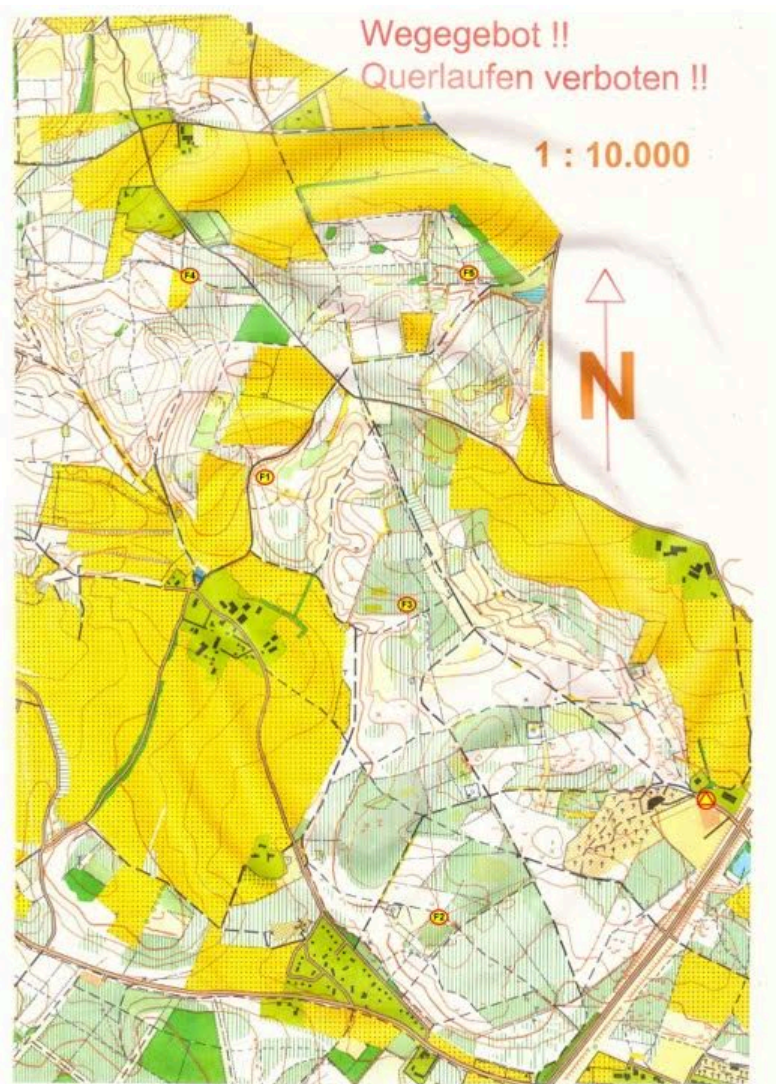 Wegegebot !!
Querlaufen verboten !!
1 : 10.000
F4
F5
N
F1
F3
F2